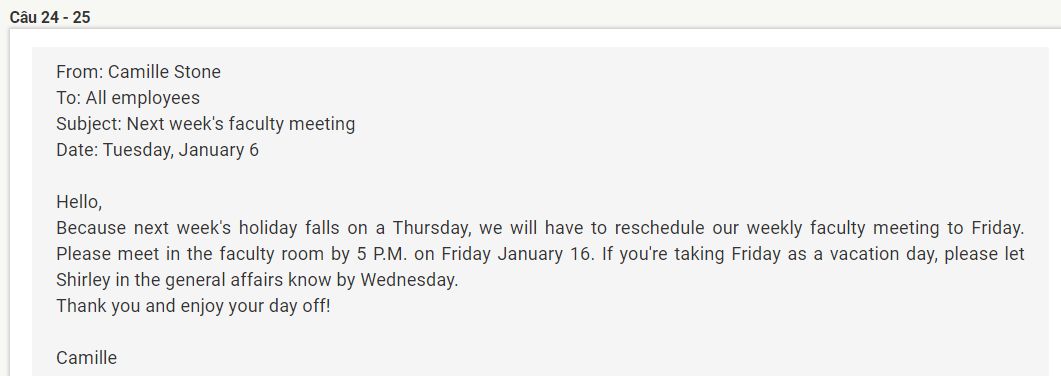 Câu 24 - 25
From: Camille Stone
To: All employees
Subject: Next week's faculty meeting
Date: Tuesday, January 6
Hello,
Because next week's holiday falls on a Thursday, we will have to reschedule our weekly faculty meeting to Friday.
Please meet in the faculty room by 5 P.M. on Friday January 16. If you're taking Friday as a vacation day, please let
Shirley in the general affairs know by Wednesday.
Thank you and enjoy your day off!
Camille